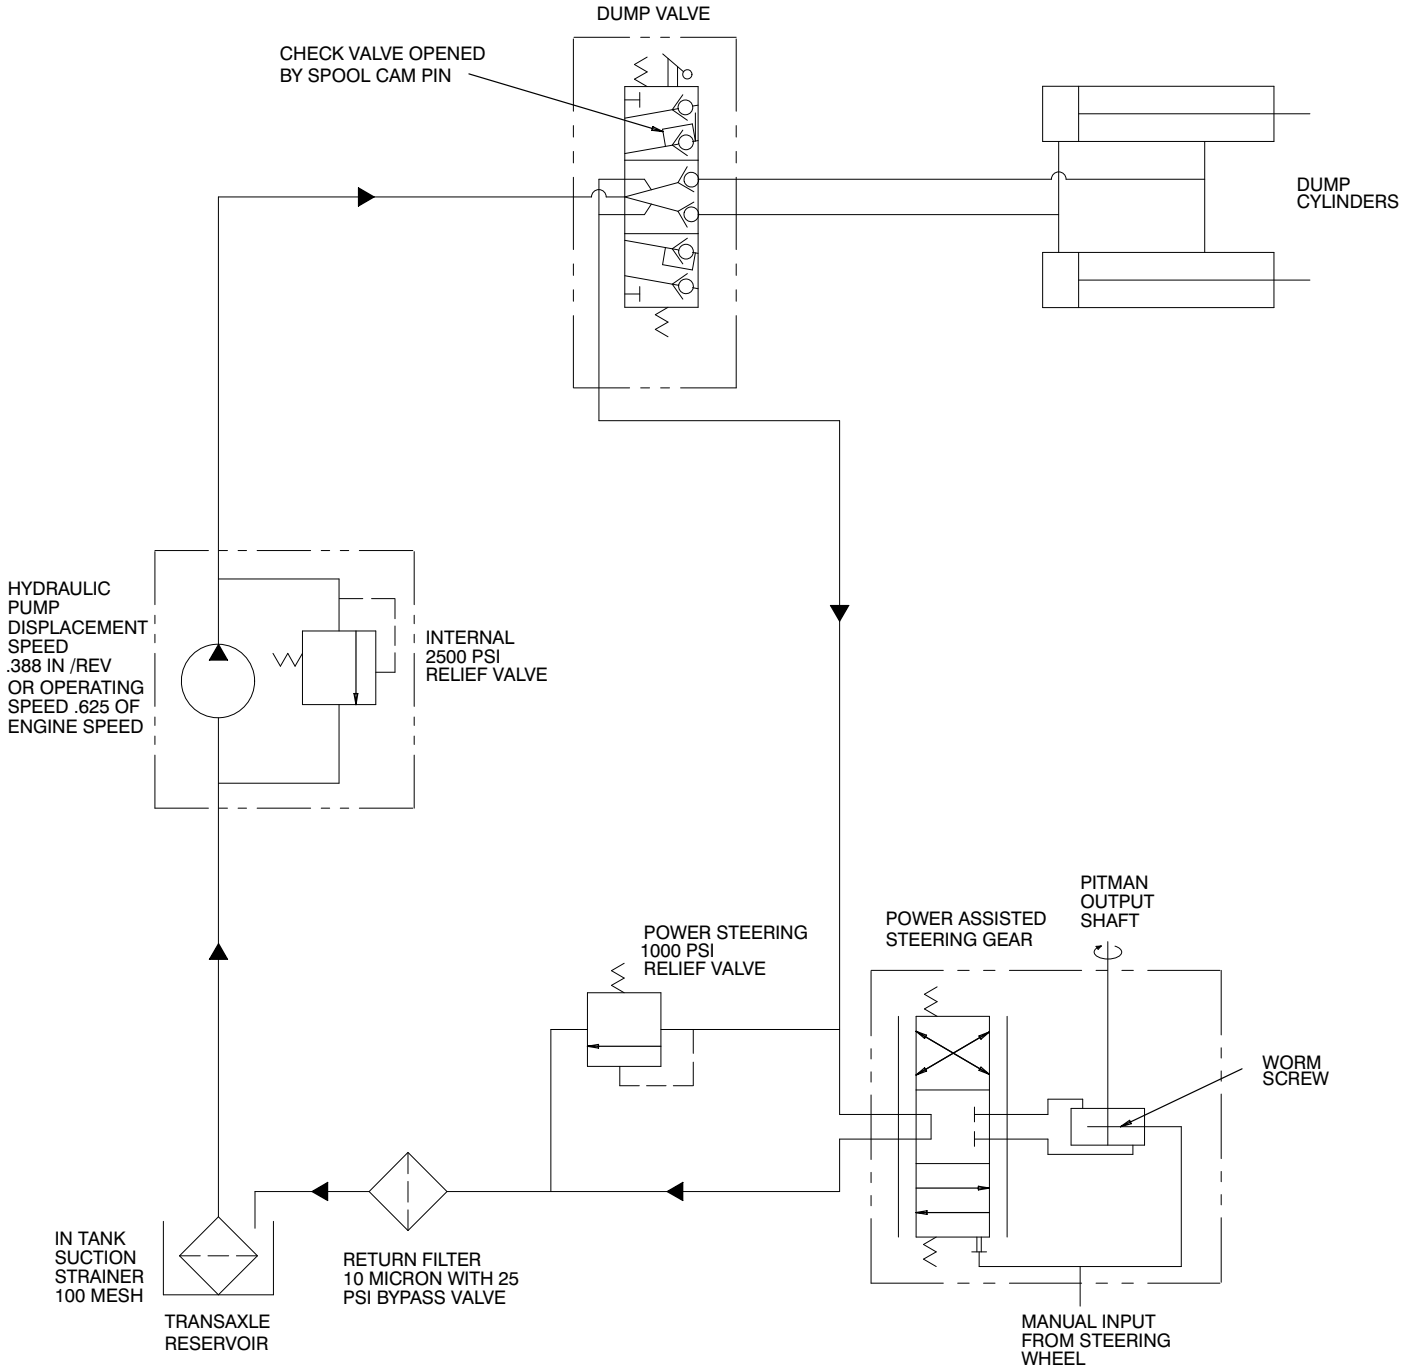 DUMP VALVE
CHECK VALVE OPENED
BY SPOOL CAM PIN
DUMP
CYLINDERS
HYDRAULIC
PUMP
DISPLACEMENT
SPEED
.388 IN /REV
OR OPERATING
SPEED .625 OF
ENGINE SPEED
INTERNAL
2500 PSI
RELIEF VALVE
PITMAN
OUTPUT
SHAFT
POWER ASSISTED
STEERING GEAR
POWER STEERING
1000 PSI
RELIEF VALVE
WORM
SCREW
IN TANK
SUCTION
STRAINER
100 MESH
RETURN FILTER
10 MICRON WITH 25
PSI BYPASS VALVE
TRANSAXLE
RESERVOIR
MANUAL INPUT
FROM STEERING
WHEEL